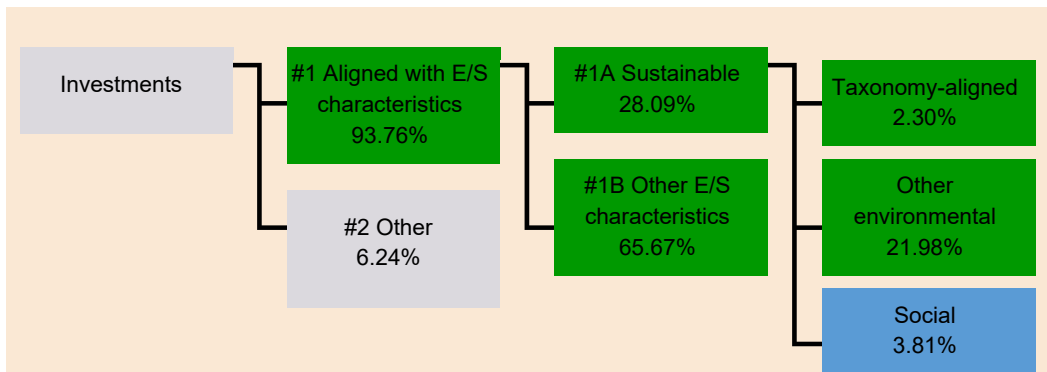 Investments
#1 Aligned with E/S
characteristics
93.76%
#2 Other
6.24%
#1A Sustainable
28.09%
#1B Other E/S
characteristics
65.67%
Taxonomy-aligned
2.30%
Other
environmental
21.98%
Social
3.81%